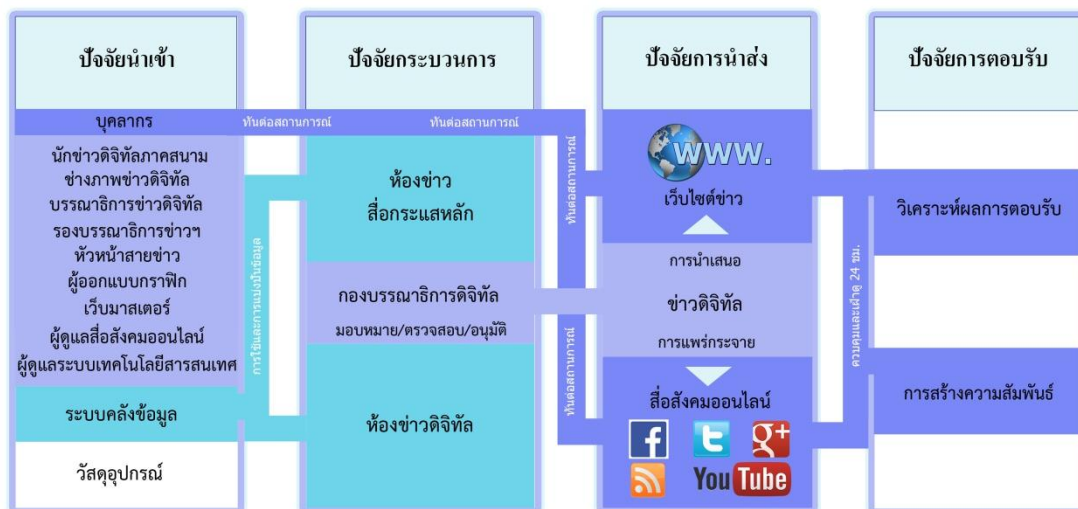 ปัจจัยนำเข้า
บุคลากร
นักข่าวดิจิทัลภาคสนาม
ช่างภาพข่าวดิจิทัล
บรรณาธิการข่าวดิจิทัล
รองบรรณาธิการข่าวฯ
หัวหน้าสายข่าว
ผู้ออกแบบกราฟิก
เว็บมาสเตอร์
ผู้ดูแลสื่อสังคมออนไลน์
ผู้ดูแลระบบเทคโนโลยีสารสนเทศ
ระบบคลังข้อมูล
วัสดุอุปกรณ์
ทันต่อสถานการณ์
ทันต่อสถานการณ์
การใช้และการแบ่งปันข้อมูล
ปัจจัยกระบวนการ
ห้องข่าว
สื่อกระแสหลัก
กองบรรณาธิการดิจิทัล
มอบหมาย/ตรวจสอบ/อนุมัติ
ห้องข่าวดิจิทัล
ทันต่อสถานการณ์
ทันต่อสถานการณ์
ปัจจัยการนำส่ง
www.
เว็บไซต์ข่าว
การนำเสนอ
ข่าวดิจิทัล
การแพร่กระจาย
สื่อสังคมออนไลน์
f t g+
YouTube
ควบคุมและเฝ้าดู 24 ชม.
ปัจจัยการตอบรับ
วิเคราะห์ผลการตอบรับ
การสร้างความสัมพันธ์